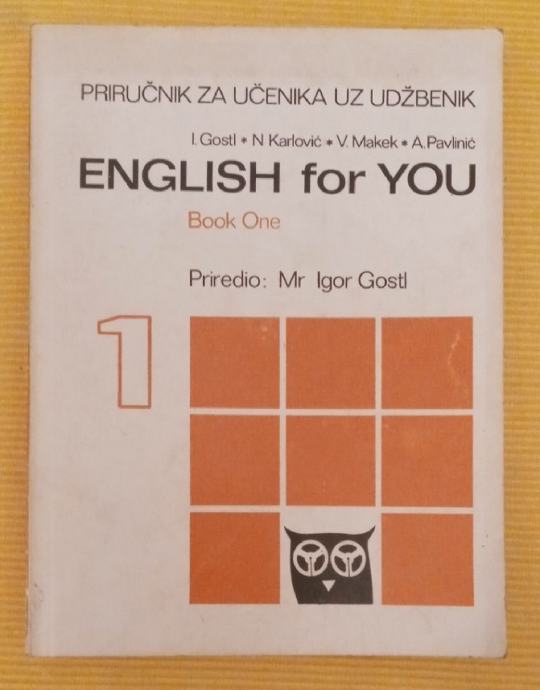 PRIRUČNIK ZA UČENIKA UZ UDŽBENIK
I. Gostl * N Karlović * V. Makek * A. Pavlinić
ENGLISH for YOU
Book One
Priredio: Mr Igor Gostl
1